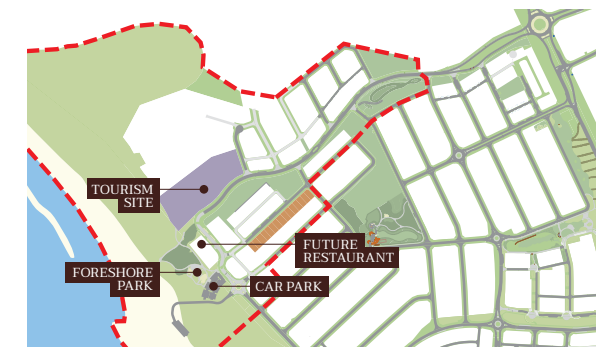 TOURISM
SITE
FUTURE
RESTAURANT
FORESHORE
PARK
CAR PARK